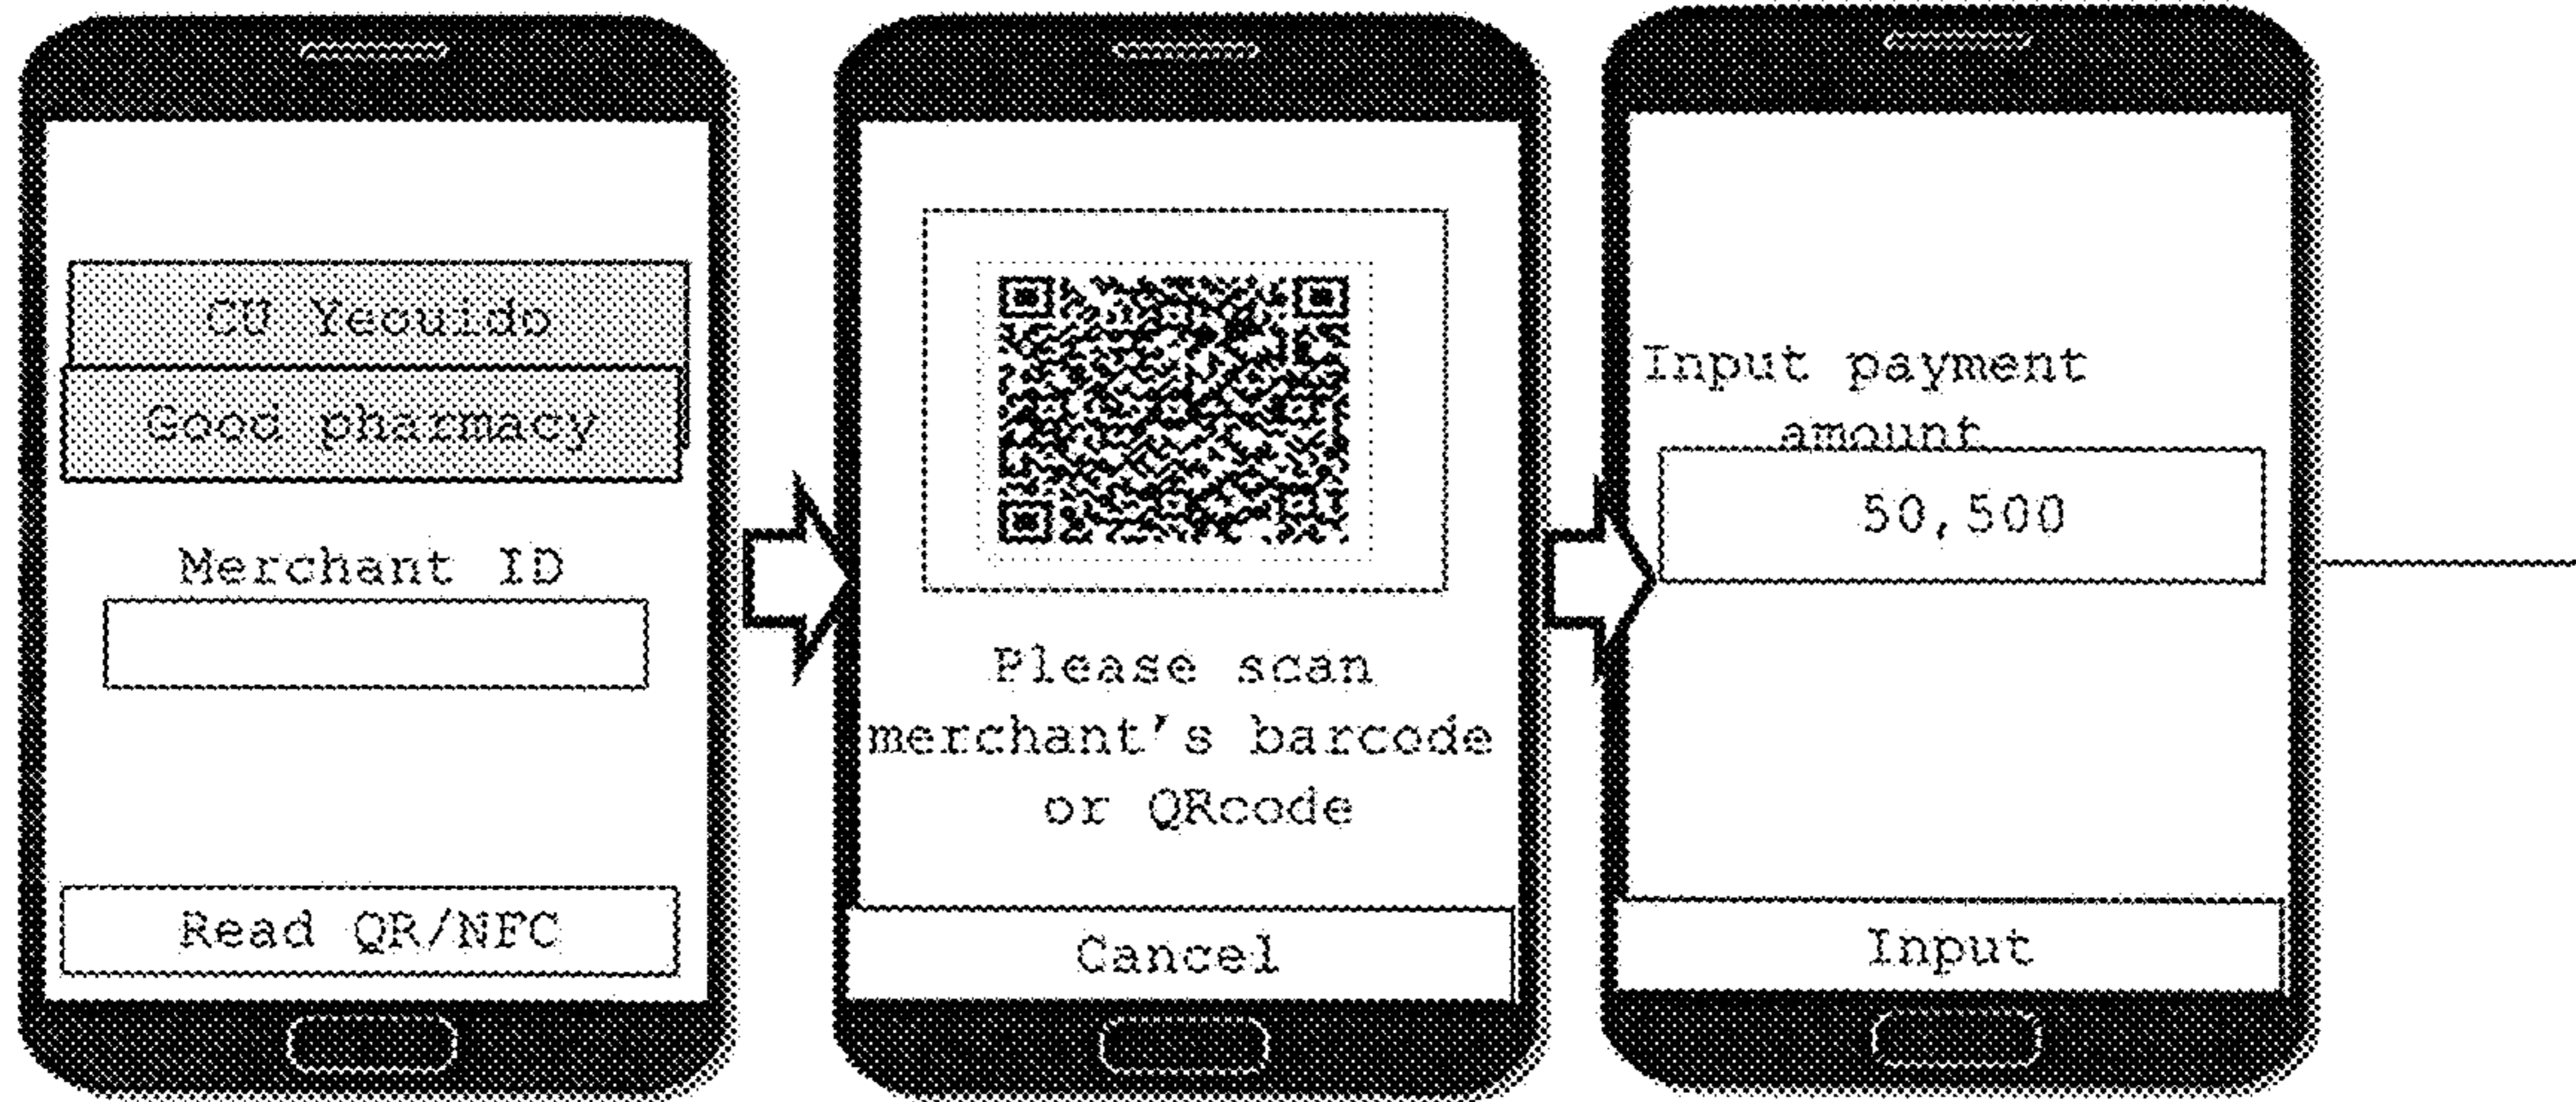 CU Yeouido
Good pharmacy
Merchant ID
Read QR/NFC
Please scan
merchant's barcode
or QRcode
Cancel
Input payment
amount
50,500
Input